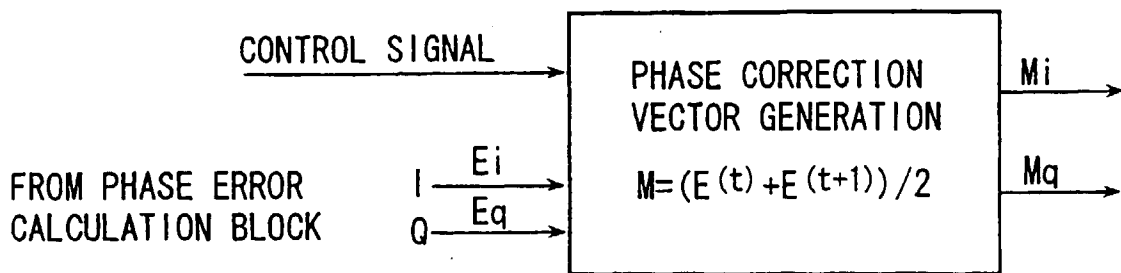 CONTROL SIGNAL
PHASE CORRECTION
VECTOR GENERATION
M=(E(t)+E(t+1))/2
Mi
Mq
FROM PHASE ERROR
CALCULATION BLOCK
I
Ei
Q
Eq